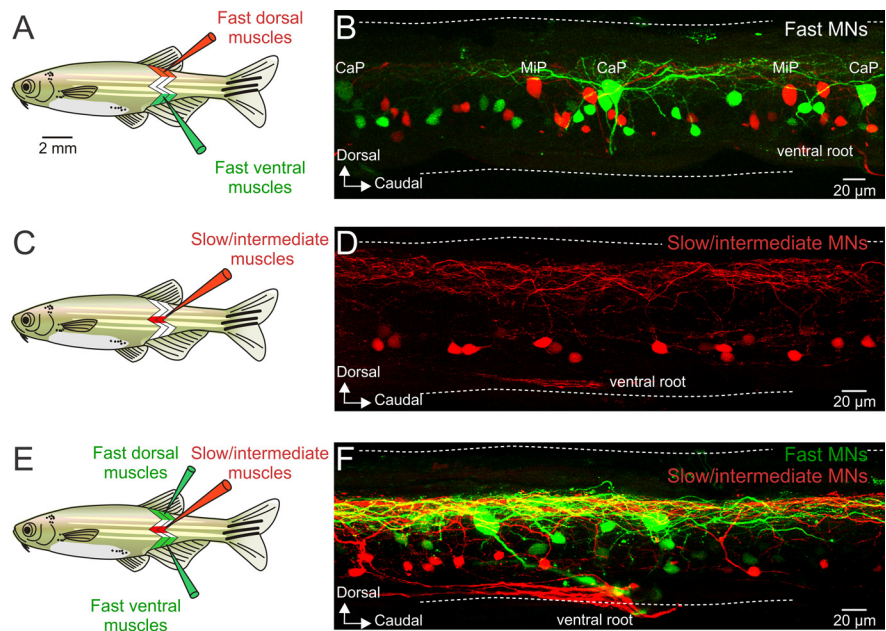 A
Fast dorsal
muscles
2 mm
Fast ventral
muscles
B
Fast MNs
CaP
MiP
CaP
MiP
CaP
Dorsal
Caudal
ventral root
20 µm
C
Slow/intermediate
muscles
D
Slow/intermediate MNs
Dorsal
Caudal
ventral root
20 µm
E
Fast dorsal
muscles
Slow/intermediate
muscles
Fast ventral
muscles
F
Fast MNs
Slow/intermediate MNs
Dorsal
Caudal
ventral root
20 µm